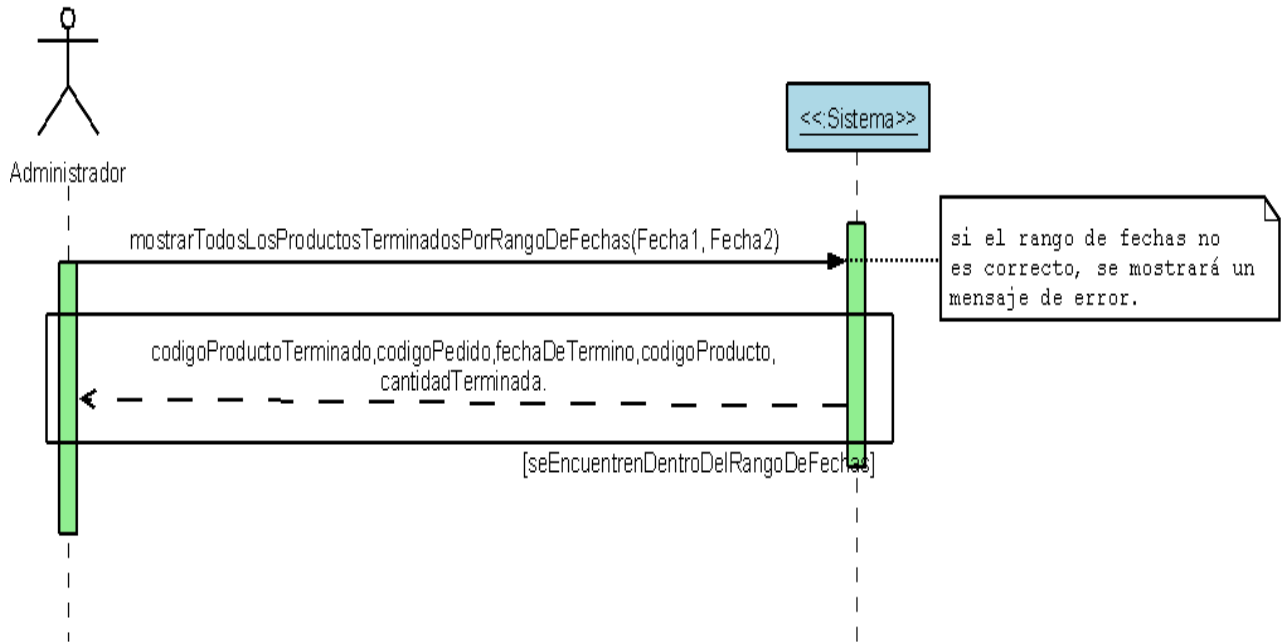 <<:Sistema>>
Administrador
mostrarTodosLosProductosTerminadosPorRangoDeFechas(Fecha1, Fecha2)
si el rango de fechas no
es correcto, se mostrará un
mensaje de error.
codigoProductoTerminado,codigoPedido,fechaDeTermino,codigoProducto,
cantidadTerminada.
[seEncuentrenDentroDelRangoDeFechas]